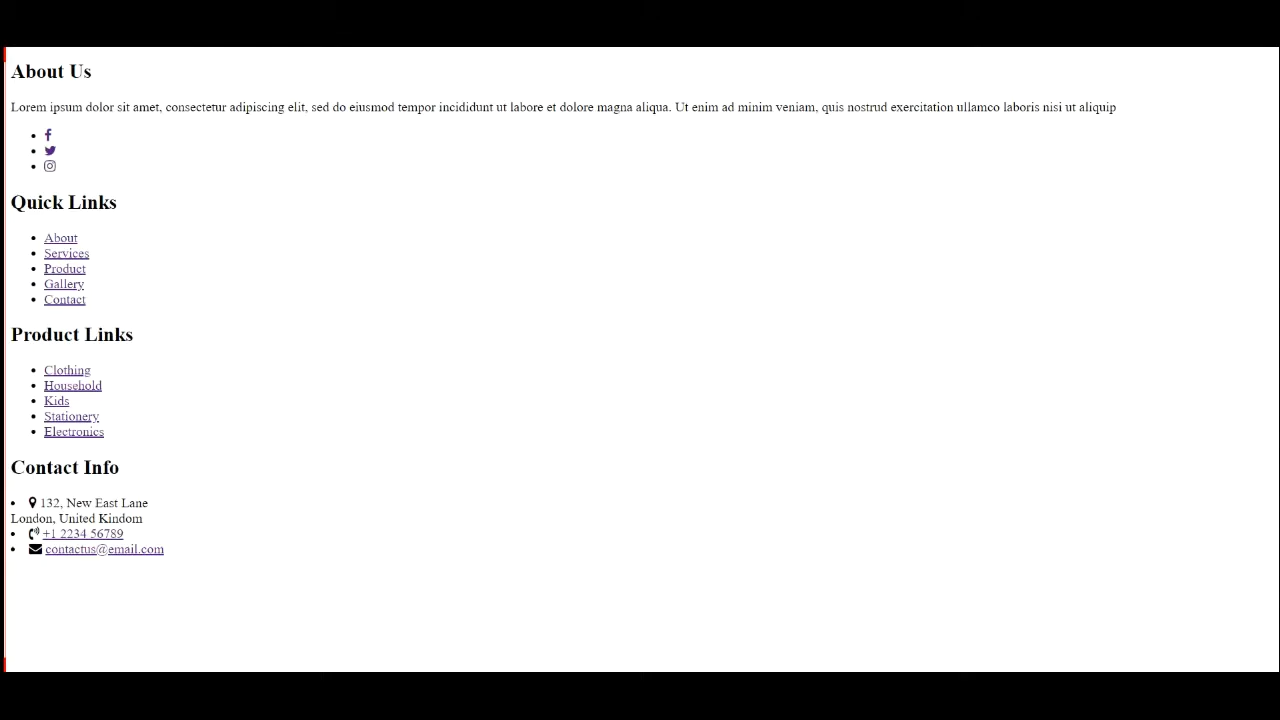 About Us
Lorem ipsum dolor sit amet, consectetur adipiscing elit, sed do eiusmod tempor incididunt ut labore et dolore magna aliqua. Ut enim ad minim veniam, quis nostrud exercitation ullamco laboris nisi ut aliquip
Quick Links
About
Services
Product
Gallery
Contact
Product Links
Clothing
Household
Kids
Stationery
Electronics
Contact Info
132, New East Lane
London, United Kindom
+1 2234 56789
contactus@email.com